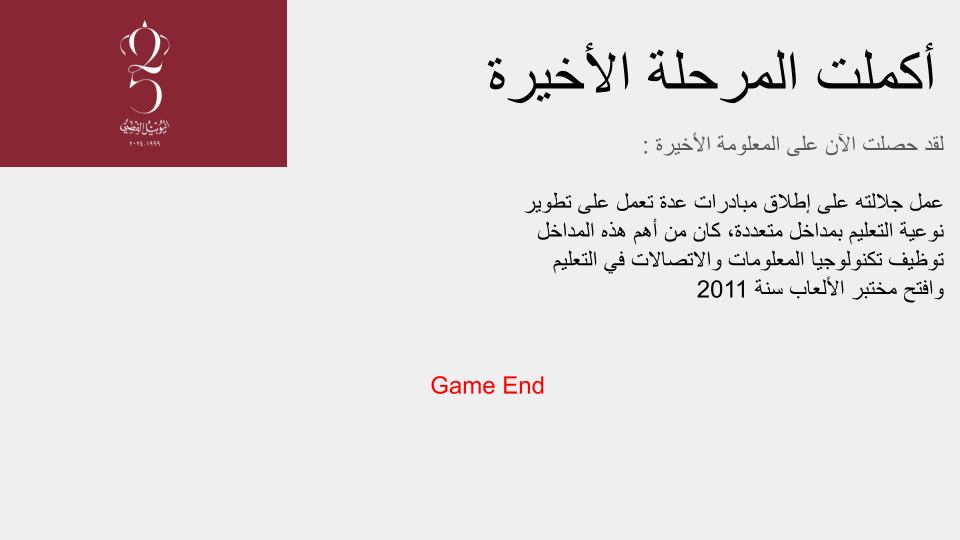 25
اليوبيل الفضي
١٩٩٩-٢٠٢٤
أكملت المرحلة الأخيرة
لقد حصلت الآن على المعلومة الأخيرة :
عمل جلالته على إطلاق مبادرات عدة تعمل على تطوير
نوعية التعليم بمداخل متعددة، كان من أهم هذه المداخل
توظيف تكنولوجيا المعلومات والاتصالات في التعليم
وافتح مختبر الألعاب سنة 2011
Game End